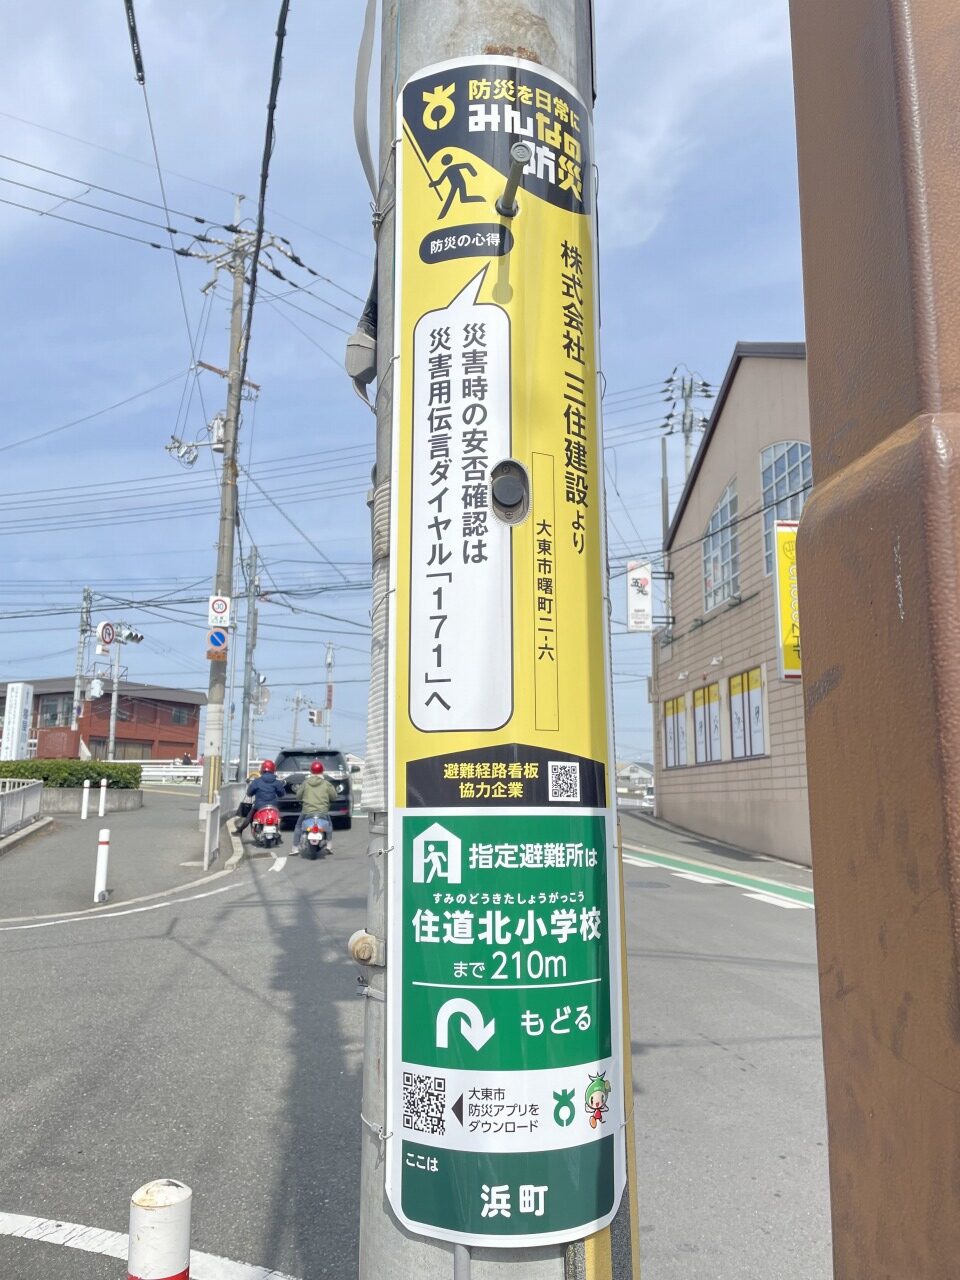 防災を日常に
みんなの
防災
防災の心得
株式会社 三住建設より
大東市曙町二-六
災害時の安否確認は
災害用伝言ダイヤル「171」へ
避難経路看板
協力企業
指定避難所は
すみのどうきたしょうがっこう
住道北小学校
まで210m
もどる
大東市
防災アプリを
ダウンロード
ここは
浜町
30